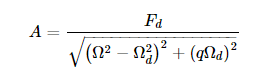 A = F_d / √((Ω² − Ω_d²)² + (qΩ_d)²)